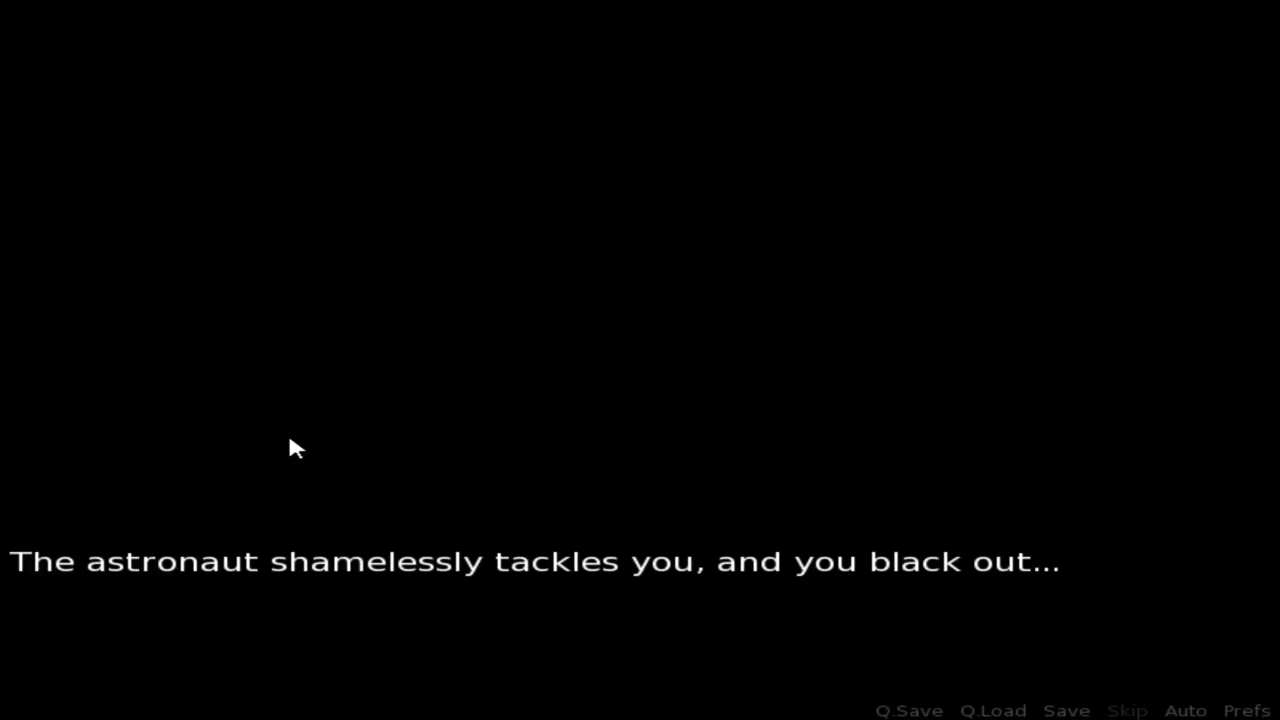 The astronaut shamelessly tackles you, and you black out...
Q.Save Q.Load Save Skip Auto Prefs